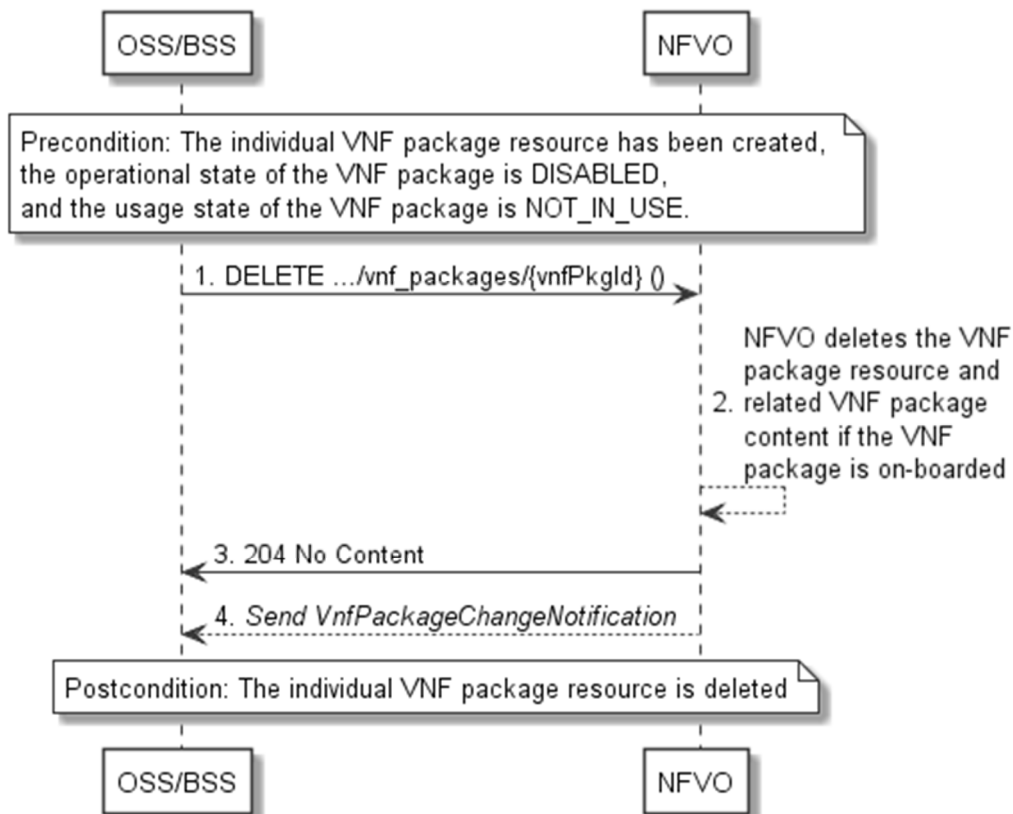 OSS/BSS
NFVO
Precondition: The individual VNF package resource has been created,
the operational state of the VNF package is DISABLED,
and the usage state of the VNF package is NOT_IN_USE.
1. DELETE .../vnf_packages/{vnfPkgId} ()
NFVO deletes the VNF
package resource and
2. related VNF package
content if the VNF
package is on-boarded
3. 204 No Content
4. Send VnfPackageChangeNotification
Postcondition: The individual VNF package resource is deleted
OSS/BSS
NFVO